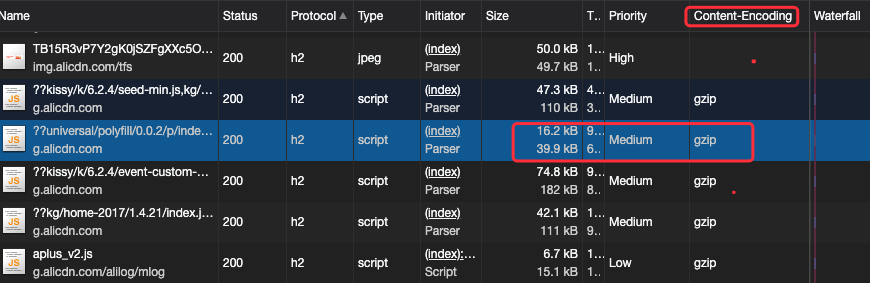 Name Status Protocol Type Initiator Size T... Priority Content-Encoding Waterfall
TB15R3vP7Y2gK0jSZFgXXc5O... 200 h2 jpeg (index) 50.0 kB 1... High
img.alicdn.com/tfs Parser 49.7 kB 1...
??kissy/k/6.2.4/seed-min.js,kg/... 200 h2 script (index) 47.3 kB 4... Medium gzip
g.alicdn.com Parser 110 kB 3...
??universal/polyfill/0.0.2/p/inde... 200 h2 script (index) 16.2 kB 9... Medium gzip
g.alicdn.com Parser 39.9 kB 6...
??kissy/k/6.2.4/event-custom-... 200 h2 script (index) 74.8 kB 9... Medium gzip
g.alicdn.com Parser 182 kB 8...
??kg/home-2017/1.4.21/index.j... 200 h2 script (index) 42.1 kB 1... Medium gzip
g.alicdn.com Parser 111 kB 9...
aplus_v2.js 200 h2 script (index):... 6.7 kB 1... Low gzip
g.alicdn.com/alilog/mlog Script 15.1 kB 1...